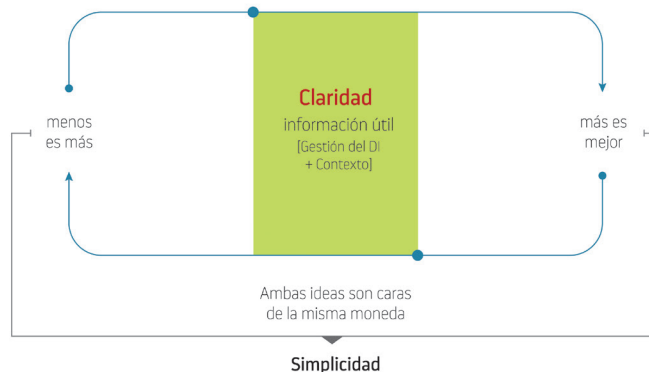 Claridad
información útil
[Gestión del DI
+ Contexto]
menos
es más
más es
mejor
Ambas ideas son caras
de la misma moneda
Simplicidad